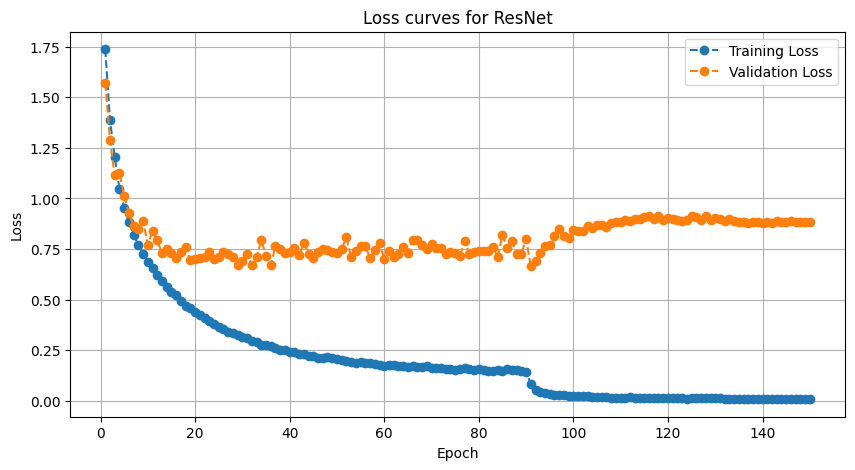 Loss curves for ResNet
Training Loss
Validation Loss
1.75
1.50
1.25
1.00
0.75
0.50
0.25
0.00
Loss
0 20 40 60 80 100 120 140
Epoch